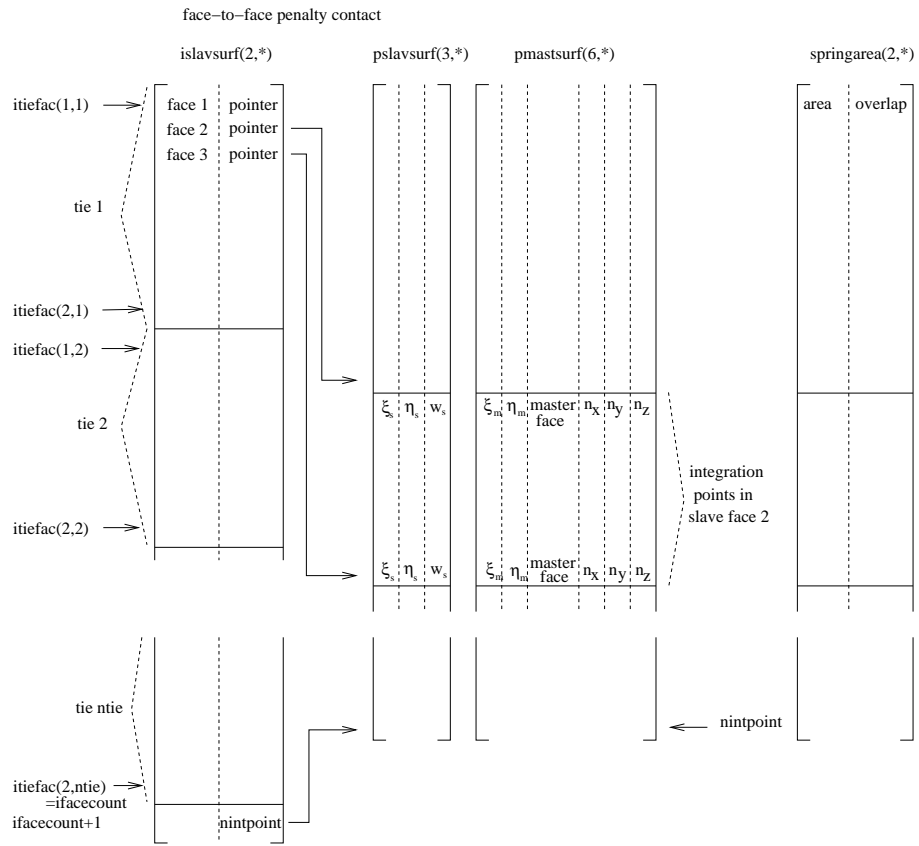 face−to−face penalty contact
islavsurf(2,*) pslavsurf(3,*) pmastsurf(6,*) springarea(2,*)
itiefac(1,1) face 1 pointer area overlap
face 2 pointer
face 3 pointer
tie 1
itiefac(2,1)
itiefac(1,2)
ξs ηs ws ξm ηm master face nx ny nz
tie 2
integration
points in
slave face 2
itiefac(2,2)
ξs ηs ws ξm ηm master face nx ny nz
tie ntie
nintpoint
itiefac(2,ntie)
=ifacecount
ifacecount+1 nintpoint